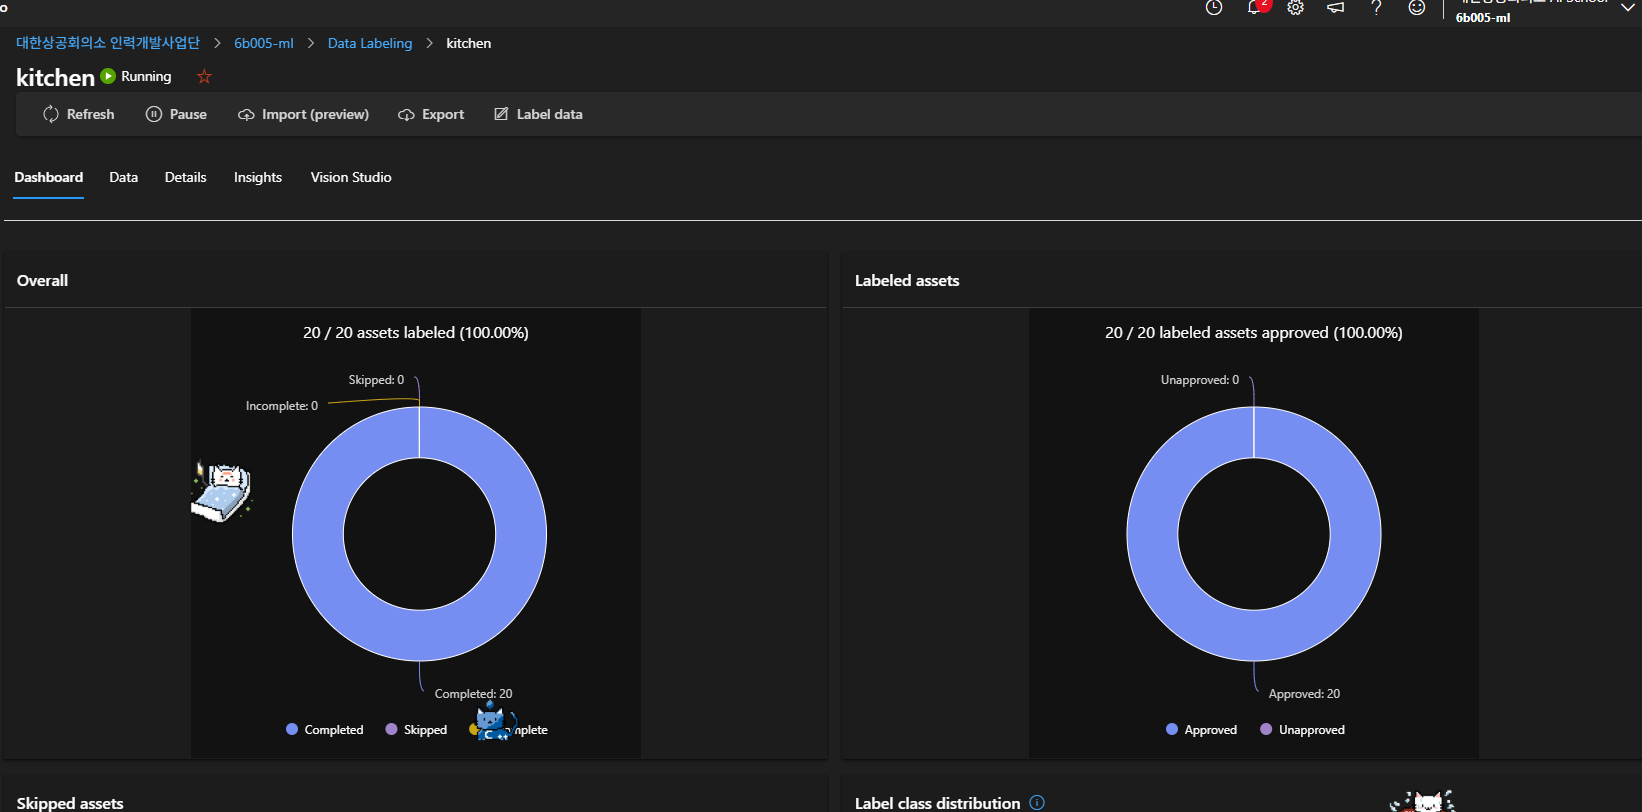 6b005-ml
대한상공회의소 인력개발사업단 > 6b005-ml > Data Labeling > kitchen
kitchen Running
Refresh Pause Import (preview) Export Label data
Dashboard Data Details Insights Vision Studio
Overall
20 / 20 assets labeled (100.00%)
Skipped: 0
Incomplete: 0
Completed: 20
Completed Skipped
Labeled assets
20 / 20 labeled assets approved (100.00%)
Unapproved: 0
Approved: 20
Approved Unapproved
Skipped assets
Label class distribution